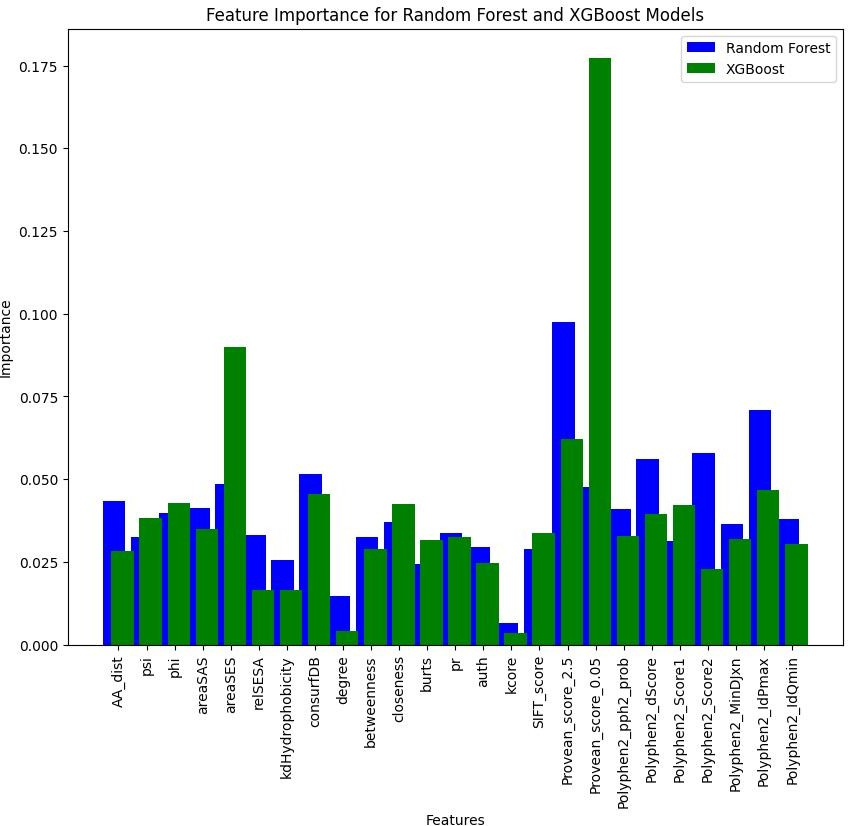 Feature Importance for Random Forest and XGBoost Models
Random Forest
XGBoost
0.175
0.150
0.125
0.100
0.075
0.050
0.025
0.000
Importance
AA_dist
psi
phi
areaSAS
areaSES
relSESA
kdHydrophobicity
consurfDB
degree
betweenness
closeness
burts
pr
auth
kcore
SIFT_score
Provean_score_2.5
Provean_score_0.05
Polyphen2_pph2_prob
Polyphen2_dScore
Polyphen2_Score1
Polyphen2_Score2
Polyphen2_MinDJxn
Polyphen2_IdPmax
Polyphen2_IdQmin
Features